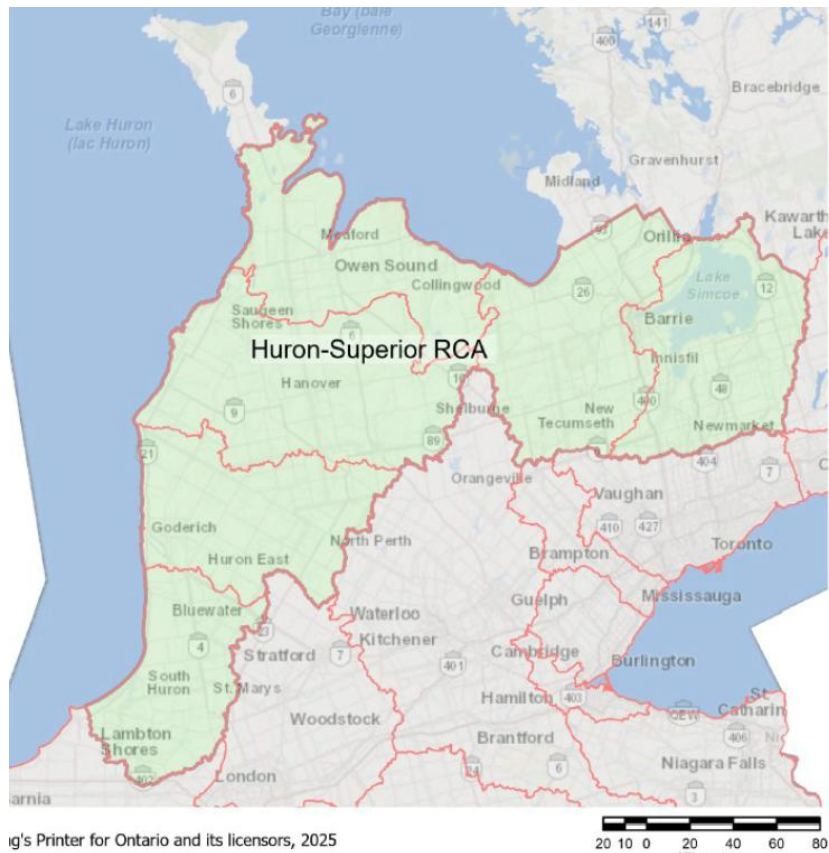 Bay (baie
Georgienne)
141
400
6
Bracebridge
Lake Huron
(lac Huron)
Gravenhurst
Midland
Kawartha
Lake
93
Orillia
Meaford
Owen Sound
Collingwood
Lake
Simcoe
26
12
Saugeen
Shores
Barrie
6
Huron-Superior RCA
Innisfil
Hanover
10
48
9
Shelburne
New
Tecumseth
400
Newmarket
89
21
404
7
Orangeville
Vaughan
Goderich
410
427
North Perth
Toronto
Huron East
Brampton
Bluewater
Guelph
Mississauga
Waterloo
23
Kitchener
4
Stratford
7
401
Cambridge
Burlington
South
Huron
St. Marys
Hamilton
403
St.
Catharin
Woodstock
QEW
Lambton
Shores
Brantford
406
Ni
402
London
24
6
Niagara Falls
arnia
3
g's Printer for Ontario and its licensors, 2025
20 10 0 20 40 60 80